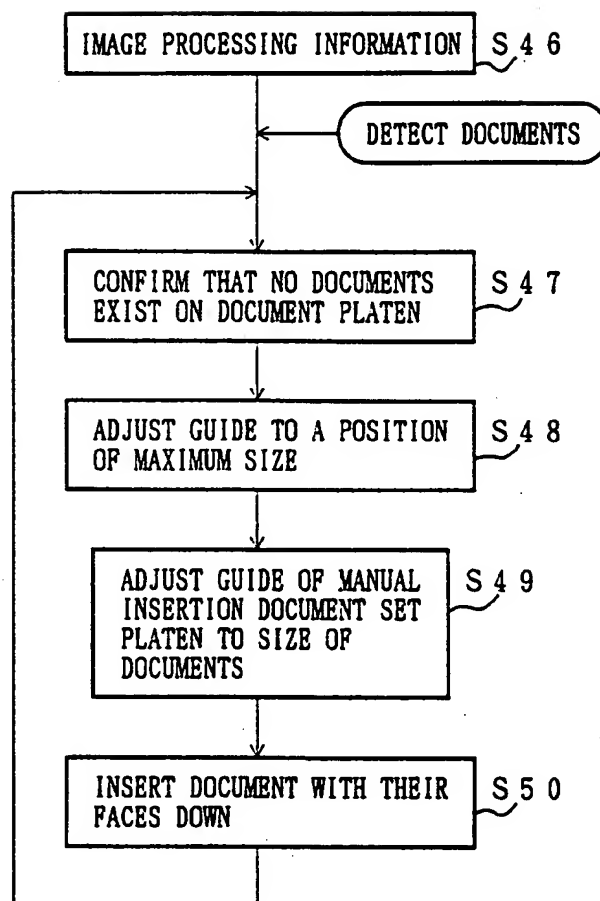 IMAGE PROCESSING INFORMATION
S46
DETECT DOCUMENTS
CONFIRM THAT NO DOCUMENTS
EXIST ON DOCUMENT PLATEN
S47
ADJUST GUIDE TO A POSITION
OF MAXIMUM SIZE
S48
ADJUST GUIDE OF MANUAL
INSERTION DOCUMENT SET
PLATEN TO SIZE OF
DOCUMENTS
S49
INSERT DOCUMENT WITH THEIR
FACES DOWN
S50